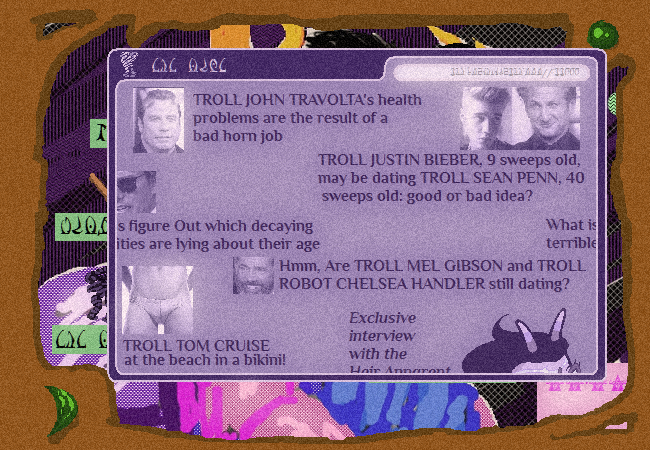 TROLL JOHN TRAVOLTA's health
problems are the result of a
bad horn job
TROLL JUSTIN BIEBER, 9 sweeps old,
may be dating TROLL SEAN PENN, 40
sweeps old: good or bad idea?
s figure Out which decaying
ities are lying about their age
What is
terrible
Hmm, Are TROLL MEL GIBSON and TROLL
ROBOT CHELSEA HANDLER still dating?
TROLL TOM CRUISE
at the beach in a bikini!
Exclusive
interview
with the
Heir Apparent